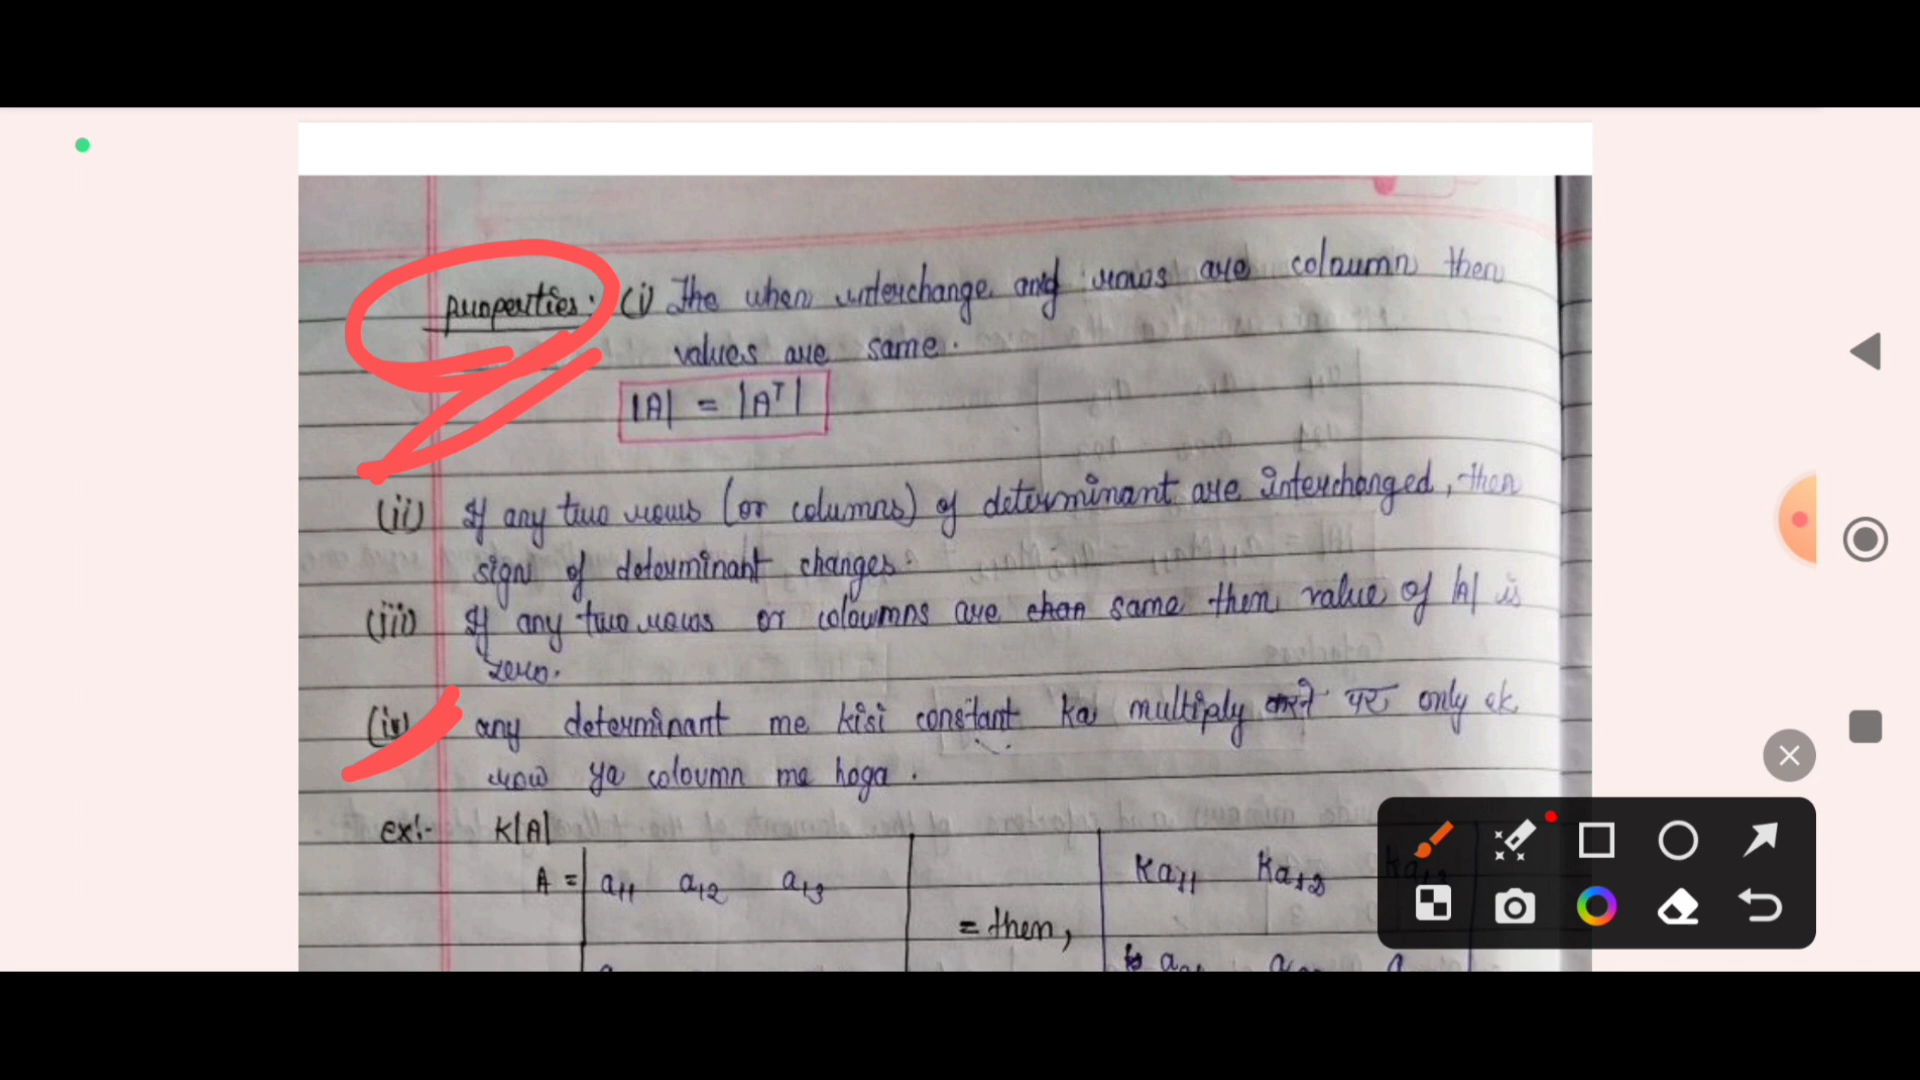 properties. (i) The when interchange and rows are coloumn then
values are same.
|A| = |Aᵀ|
(ii) If any two rows (or columns) of determinant are interchanged, then
sign of determinant changes.
(iii) If any two rows or coloumns are same then value of |A| is
zero.
(iv) any determinant me kisi constant ka multiply करने पर only ek
row ya coloumn me hoga.
ex:- K|A|
A = | a₁₁ a₁₂ a₁₃ | = then, | Ka₁₁ Ka₁₂ Ka₁₃